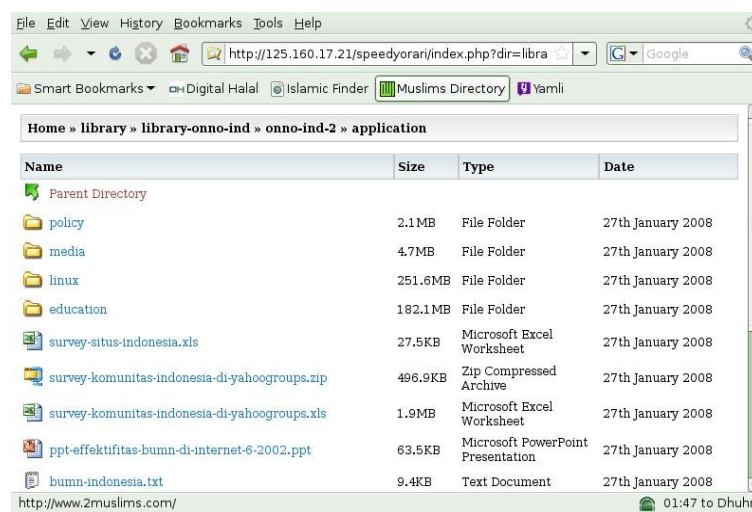 File Edit View History Bookmarks Tools Help
http://125.160.17.21/speedyorari/index.php?dir=libra G Google
Smart Bookmarks DH Digital Halal Islamic Finder Muslims Directory Yamli
Home » library » library-onno-ind » onno-ind-2 » application
Name Size Type Date
Parent Directory
policy 2.1MB File Folder 27th January 2008
media 4.7MB File Folder 27th January 2008
linux 251.6MB File Folder 27th January 2008
education 182.1MB File Folder 27th January 2008
survey-situs-indonesia.xls 27.5KB Microsoft Excel Worksheet 27th January 2008
survey-komunitas-indonesia-di-yahoogroups.zip 496.9KB Zip Compressed Archive 27th January 2008
survey-komunitas-indonesia-di-yahoogroups.xls 1.9MB Microsoft Excel Worksheet 27th January 2008
ppt-effektifitas-bumn-di-internet-6-2002.ppt 63.5KB Microsoft PowerPoint Presentation 27th January 2008
bumn-indonesia.txt 9.4KB Text Document 27th January 2008
http://www.2muslims.com/ 01:47 to Dhuhr